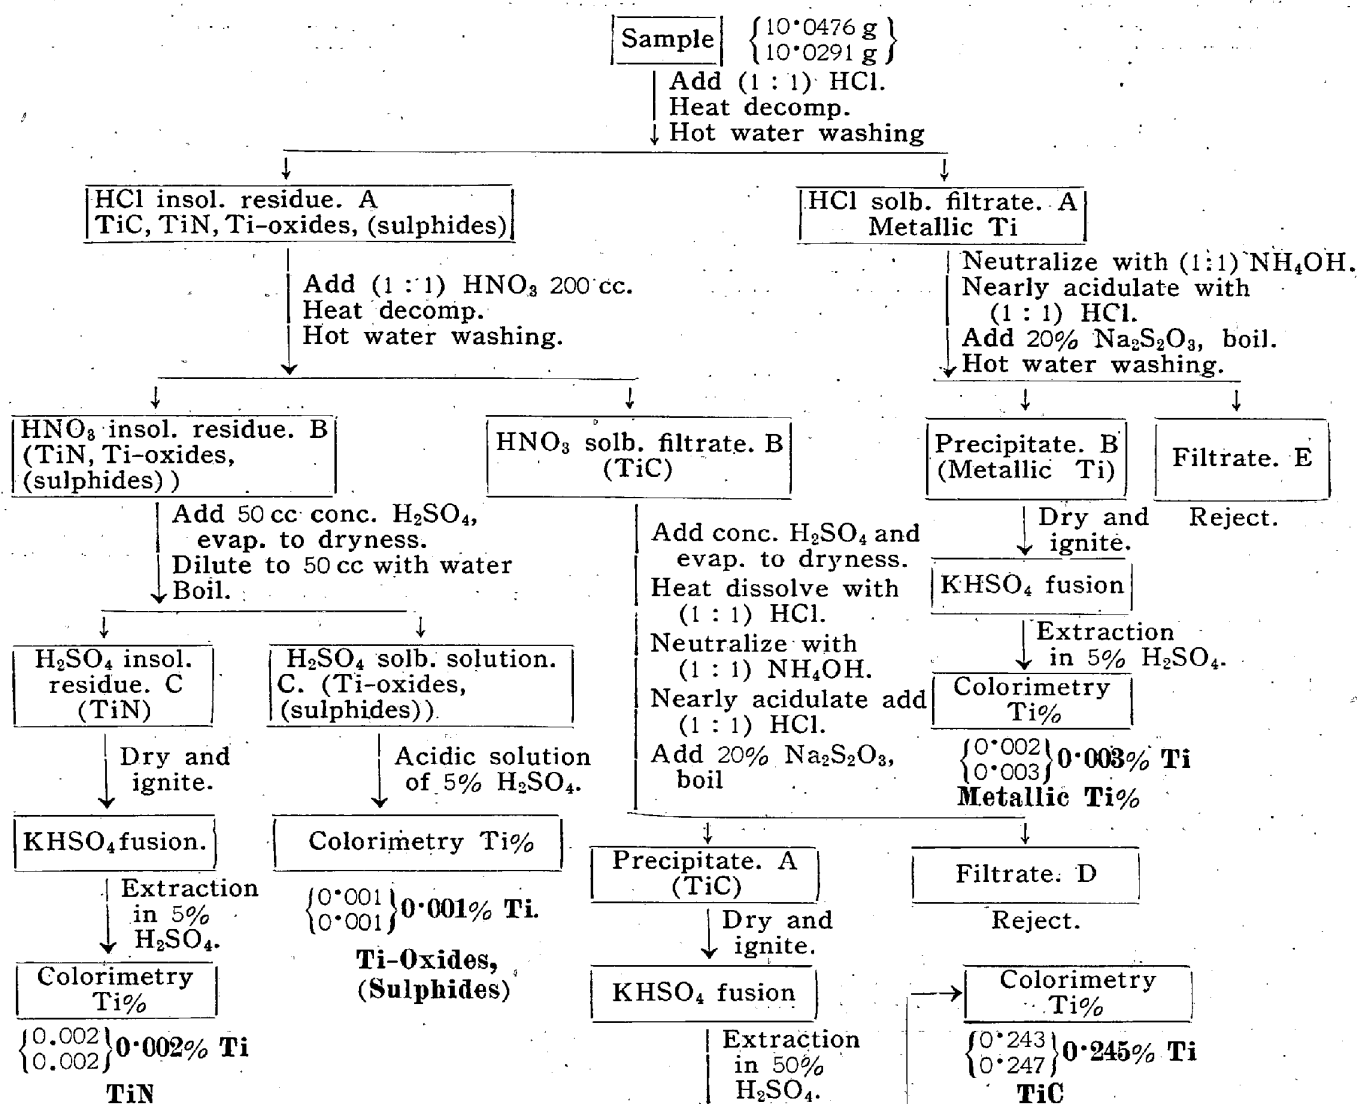 Sample
{10·0476 g
10·0291 g}
Add (1 : 1) HCl.
Heat decomp.
Hot water washing
HCl insol. residue. A
TiC, TiN, Ti-oxides, (sulphides)
HCl solb. filtrate. A
Metallic Ti
Add (1 : 1) HNO₃ 200 cc.
Heat decomp.
Hot water washing.
Neutralize with (1:1) NH₄OH.
Nearly acidulate with
(1 : 1) HCl.
Add 20% Na₂S₂O₃, boil.
Hot water washing.
HNO₃ insol. residue. B
(TiN, Ti-oxides,
(sulphides))
HNO₃ solb. filtrate. B
(TiC)
Precipitate. B
(Metallic Ti)
Filtrate. E
Add 50 cc conc. H₂SO₄,
evap. to dryness.
Dilute to 50 cc with water
Boil.
Add conc. H₂SO₄ and
evap. to dryness.
Heat dissolve with
(1 : 1) HCl.
Neutralize with
(1 : 1) NH₄OH.
Nearly acidulate add
(1 : 1) HCl.
Add 20% Na₂S₂O₃,
boil
Dry and
ignite.
Reject.
KHSO₄ fusion
Extraction
in 5% H₂SO₄.
Colorimetry
Ti%
{0·002
0·003} 0·003% Ti
Metallic Ti%
H₂SO₄ insol.
residue. C
(TiN)
H₂SO₄ solb. solution.
C. (Ti-oxides,
(sulphides))
Dry and
ignite.
Acidic solution
of 5% H₂SO₄.
KHSO₄ fusion.
Colorimetry Ti%
Extraction
in 5%
H₂SO₄.
{0·001
0·001} 0·001% Ti.
Ti-Oxides,
(Sulphides)
Colorimetry
Ti%
{0.002
0.002} 0·002% Ti
TiN
Precipitate. A
(TiC)
Filtrate. D
Dry and
ignite.
Reject.
KHSO₄ fusion
Colorimetry
Ti%
Extraction
in 50%
H₂SO₄.
{0·243
0·247} 0·245% Ti
TiC